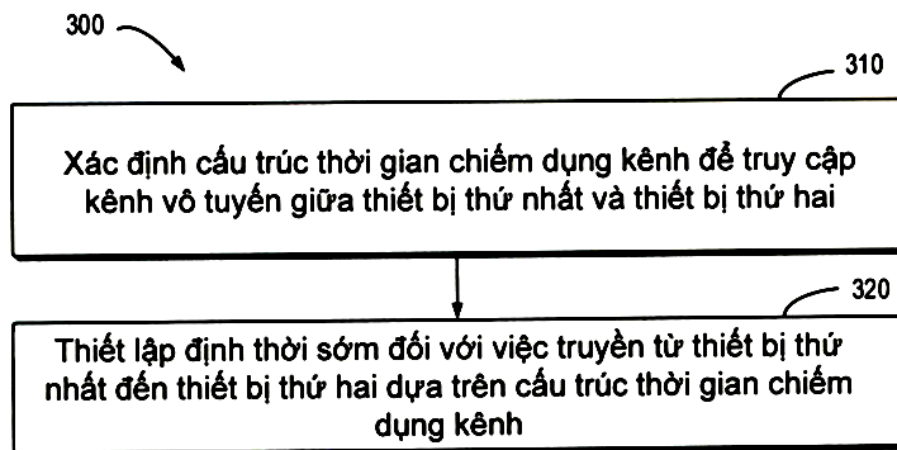 300
310
Xác định cấu trúc thời gian chiếm dụng kênh để truy cập
kênh vô tuyến giữa thiết bị thứ nhất và thiết bị thứ hai
320
Thiết lập định thời sớm đối với việc truyền từ thiết bị thứ
nhất đến thiết bị thứ hai dựa trên cấu trúc thời gian chiếm
dụng kênh